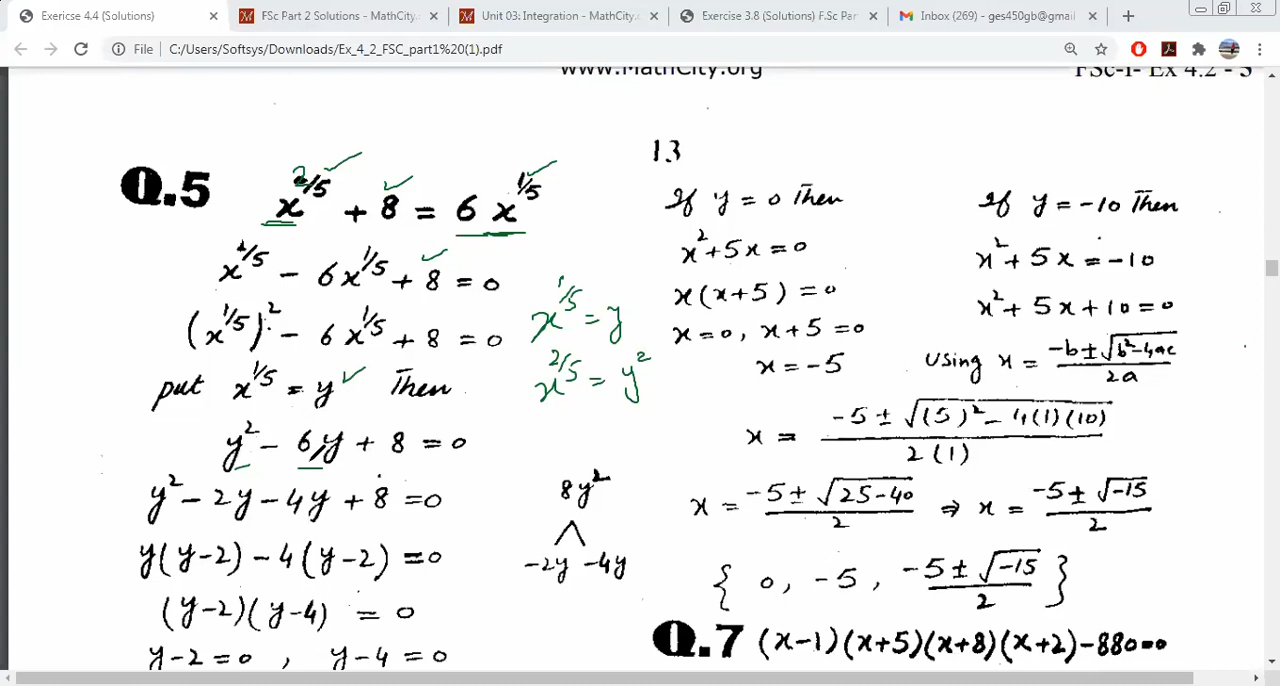 Exericse 4.4 (Solutions)
FSc Part 2 Solutions - MathCity.
Unit 03: Integration - MathCity.
Exercise 3.8 (Solutions) F.Sc Par
Inbox (269) - ges450gb@gmail
File
C:/Users/Softsys/Downloads/Ex_4_2_FSC_part1%20(1).pdf
www.MathCity.org
FSc-I- Ex 4.2 - 5
Q.5
x^2/5 + 8 = 6 x^1/5
x^2/5 - 6x^1/5 + 8 = 0
(x^1/5)^2 - 6x^1/5 + 8 = 0
put x^1/5 = y Then
x^1/5 = y
x^2/5 = y^2
y^2 - 6y + 8 = 0
y^2 - 2y - 4y + 8 = 0
8y^2
-2y -4y
y(y-2) - 4(y-2) = 0
(y-2)(y-4) = 0
y-2 = 0 , y-4 = 0
13
If y = 0 Then
x^2 + 5x = 0
x(x+5) = 0
x = 0, x+5 = 0
x = -5
If y = -10 Then
x^2 + 5x = -10
x^2 + 5x + 10 = 0
Using x = -b ± √b^2-4ac / 2a
x = -5 ± √(5)^2 - 4(1)(10) / 2(1)
x = -5 ± √25-40 / 2 ⇒ x = -5 ± √-15 / 2
{ 0, -5, -5 ± √-15 / 2 }
Q.7 (x-1)(x+5)(x+8)(x+2)-880=0